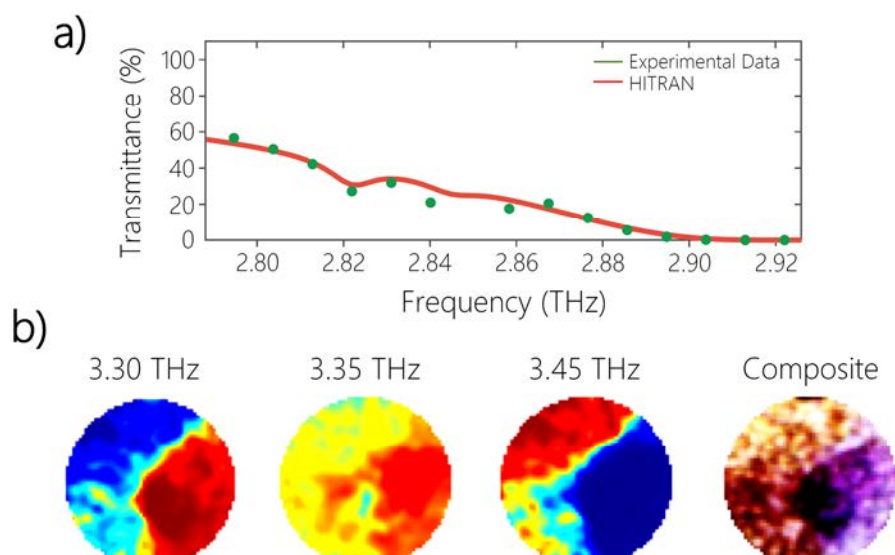 a)
100
80
60
40
20
0
Transmittance (%)
Experimental Data
HITRAN
2.80 2.82 2.84 2.86 2.88 2.90 2.92
Frequency (THz)
b)
3.30 THz 3.35 THz 3.45 THz Composite